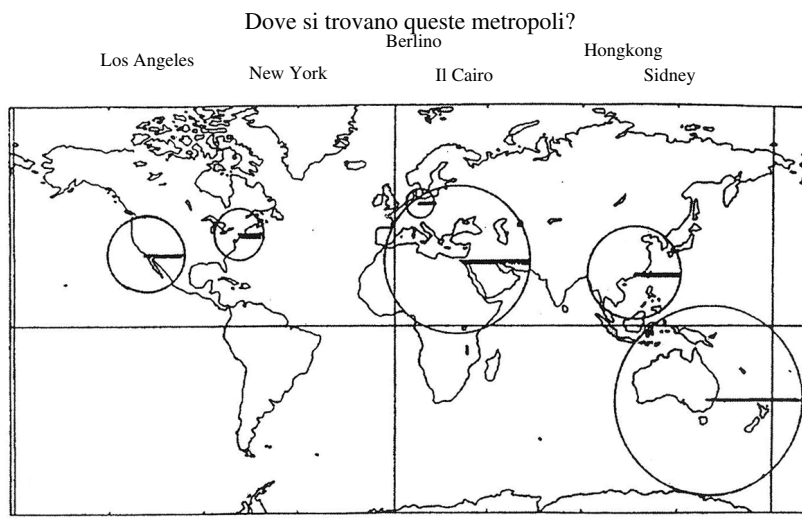 Dove si trovano queste metropoli?
Berlino
Los Angeles
New York
Il Cairo
Hongkong
Sidney